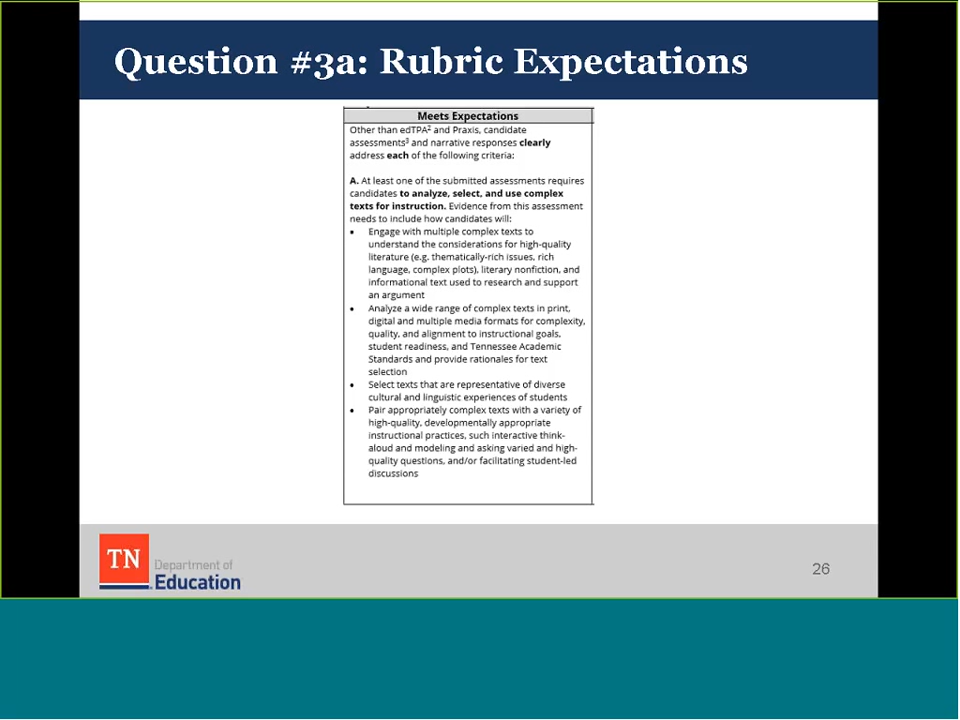 Question #3a: Rubric Expectations
Meets Expectations
Other than edTPA² and Praxis, candidate
assessments³ and narrative responses clearly
address each of the following criteria:
A. At least one of the submitted assessments requires
candidates to analyze, select, and use complex
texts for instruction. Evidence from this assessment
needs to include how candidates will:
• Engage with multiple complex texts to
understand the considerations for high-quality
literature (e.g. thematically-rich issues, rich
language, complex plots), literary nonfiction, and
informational text used to research and support
an argument
• Analyze a wide range of complex texts in print,
digital and multiple media formats for complexity,
quality, and alignment to instructional goals,
student readiness, and Tennessee Academic
Standards and provide rationales for text
selection
• Select texts that are representative of diverse
cultural and linguistic experiences of students
• Pair appropriately complex texts with a variety of
high-quality, developmentally appropriate
instructional practices, such interactive think-
aloud and modeling and asking varied and high-
quality questions, and/or facilitating student-led
discussions
TN
Department of
Education
26